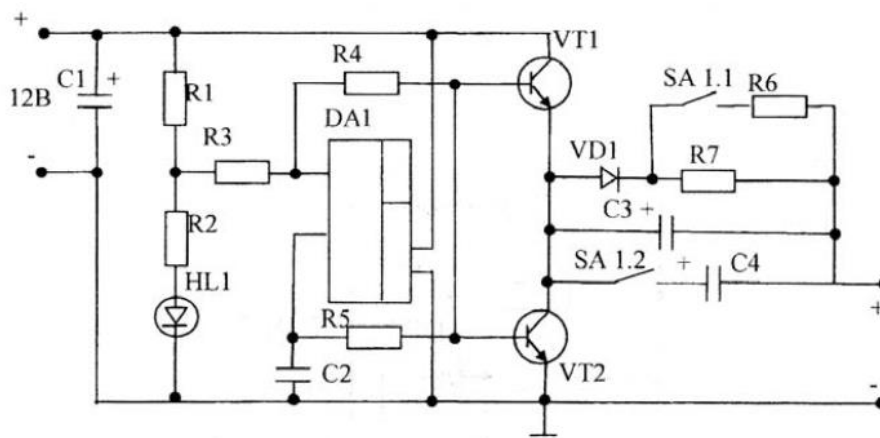 +
VT1
R4
SA 1.1
R6
C1 +
12В
R1
DA1
R3
VD1
R7
-
C3 +
R2
SA 1.2
+
C4
HL1
+
R5
C2
VT2
-